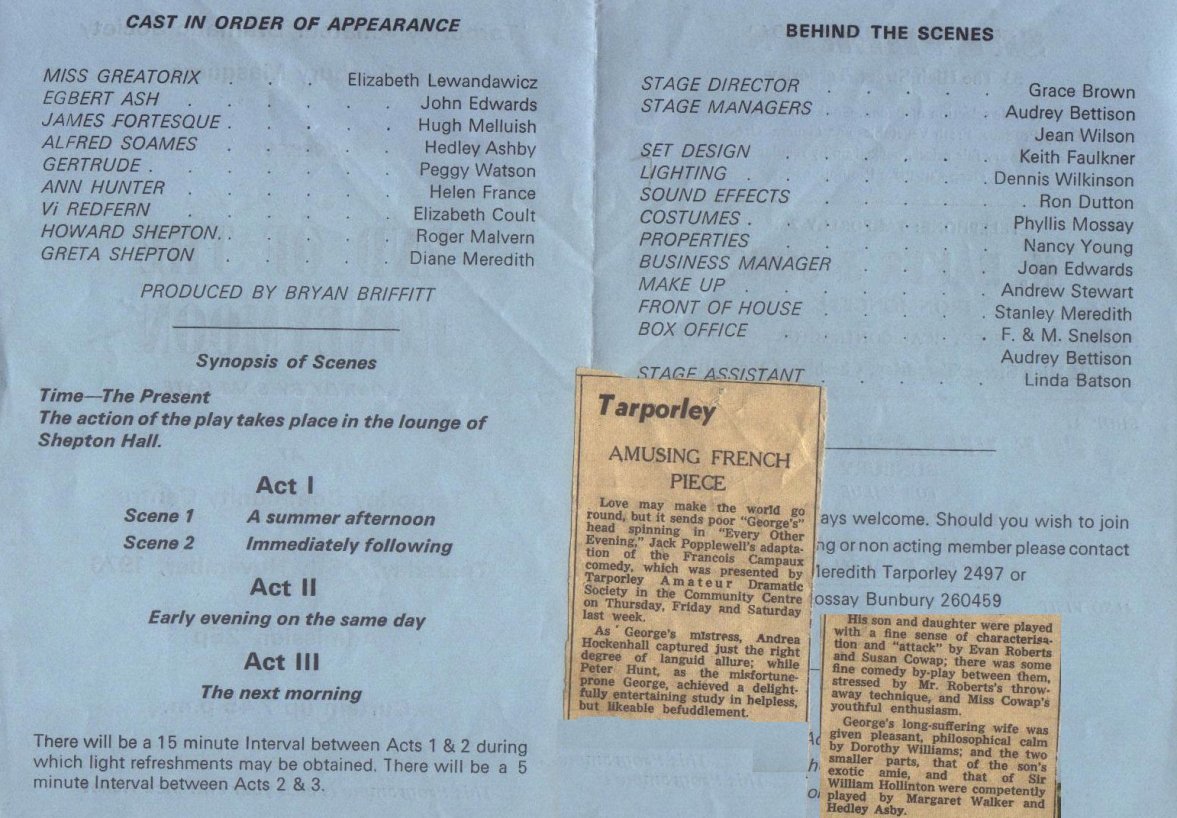 CAST IN ORDER OF APPEARANCE
MISS GREATORIX . . . . Elizabeth Lewandawicz
EGBERT ASH . . . . . John Edwards
JAMES FORTESQUE . . . . . Hugh Melluish
ALFRED SOAMES . . . . . Hedley Ashby
GERTRUDE . . . . . . Peggy Watson
ANN HUNTER . . . . . Helen France
Vi REDFERN . . . . . Elizabeth Coult
HOWARD SHEPTON. . . . . . Roger Malvern
GRETA SHEPTON . . . . . Diane Meredith
PRODUCED BY BRYAN BRIFFITT
Synopsis of Scenes
Time—The Present
The action of the play takes place in the lounge of
Shepton Hall.
Act I
Scene 1 A summer afternoon
Scene 2 Immediately following
Act II
Early evening on the same day
Act III
The next morning
There will be a 15 minute Interval between Acts 1 & 2 during
which light refreshments may be obtained. There will be a 5
minute Interval between Acts 2 & 3.
BEHIND THE SCENES
STAGE DIRECTOR . . . . . . Grace Brown
STAGE MANAGERS . . . . . Audrey Bettison
Jean Wilson
SET DESIGN . . . . . . Keith Faulkner
LIGHTING . . . . . . . Dennis Wilkinson
SOUND EFFECTS . . . . . . Ron Dutton
COSTUMES . . . . . . Phyllis Mossay
PROPERTIES . . . . . . Nancy Young
BUSINESS MANAGER . . . . . Joan Edwards
MAKE UP . . . . . . . Andrew Stewart
FRONT OF HOUSE . . . . . Stanley Meredith
BOX OFFICE . . . . . . F. & M. Snelson
Audrey Bettison
STAGE ASSISTANT . . . . . Linda Batson
Tarporley
AMUSING FRENCH
PIECE
Love may make the world go
round, but it sends poor "George's"
head spinning in "Every Other
Evening," Jack Popplewell's adapta-
tion of the Francois Campaux
comedy, which was presented by
Tarporley Amateur Dramatic
Society in the Community Centre
on Thursday, Friday and Saturday
last week.
As George's mistress, Andrea
Hockenhall captured just the right
degree of languid allure; while
Peter Hunt, as the misfortune-
prone George, achieved a delight-
fully entertaining study in helpless,
but likeable befuddlement.
welcome. Should you wish to join
or non acting member please contact
Tarporley 2497 or
Bunbury 260459
His son and daughter were played
with a fine sense of characterisa-
tion and "attack" by Evan Roberts
and Susan Cowap; there was some
fine comedy by-play between them,
stressed by Mr. Roberts's throw-
away technique, and Miss Cowap's
youthful enthusiasm.
George's long-suffering wife was
given pleasant, philosophical calm
by Dorothy Williams; and the two
smaller parts, that of the son's
exotic amie, and that of Sir
William Hollinton were competently
played by Margaret Walker and
Hedley Asby.